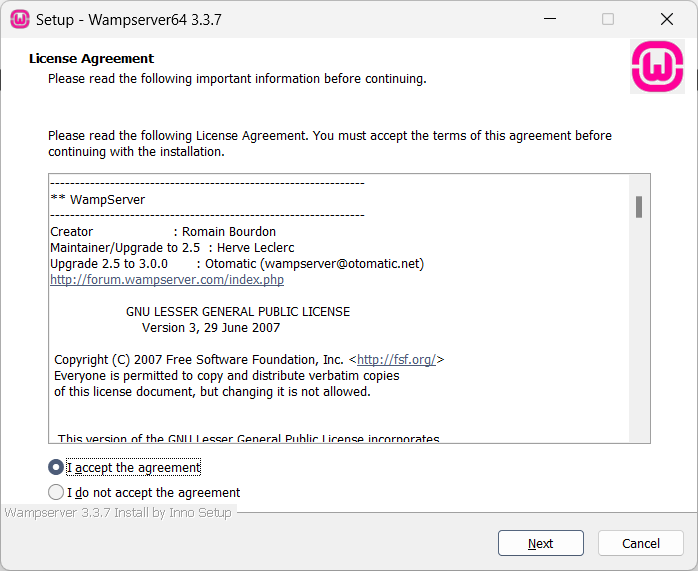 Setup - Wampserver64 3.3.7
License Agreement
Please read the following important information before continuing.
Please read the following License Agreement. You must accept the terms of this agreement before
continuing with the installation.
---------------------------------------------------------------
** WampServer
---------------------------------------------------------------
Creator : Romain Bourdon
Maintainer/Upgrade to 2.5 : Herve Leclerc
Upgrade 2.5 to 3.0.0 : Otomatic (wampserver@otomatic.net)
http://forum.wampserver.com/index.php
GNU LESSER GENERAL PUBLIC LICENSE
Version 3, 29 June 2007
Copyright (C) 2007 Free Software Foundation, Inc. <http://fsf.org/>
Everyone is permitted to copy and distribute verbatim copies
of this license document, but changing it is not allowed.
This version of the GNU Lesser General Public License incorporates
I accept the agreement
I do not accept the agreement
Wampserver 3.3.7 Install by Inno Setup
Next
Cancel